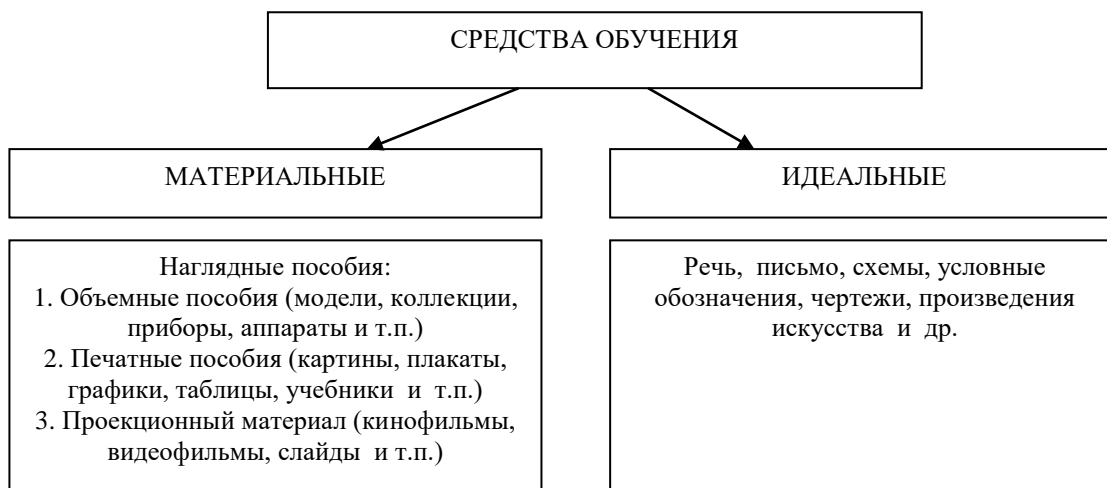 СРЕДСТВА ОБУЧЕНИЯ
МАТЕРИАЛЬНЫЕ
ИДЕАЛЬНЫЕ
Наглядные пособия:
1. Объемные пособия (модели, коллекции,
приборы, аппараты и т.п.)
2. Печатные пособия (картины, плакаты,
графики, таблицы, учебники и т.п.)
3. Проекционный материал (кинофильмы,
видеофильмы, слайды и т.п.)
Речь, письмо, схемы, условные
обозначения, чертежи, произведения
искусства и др.